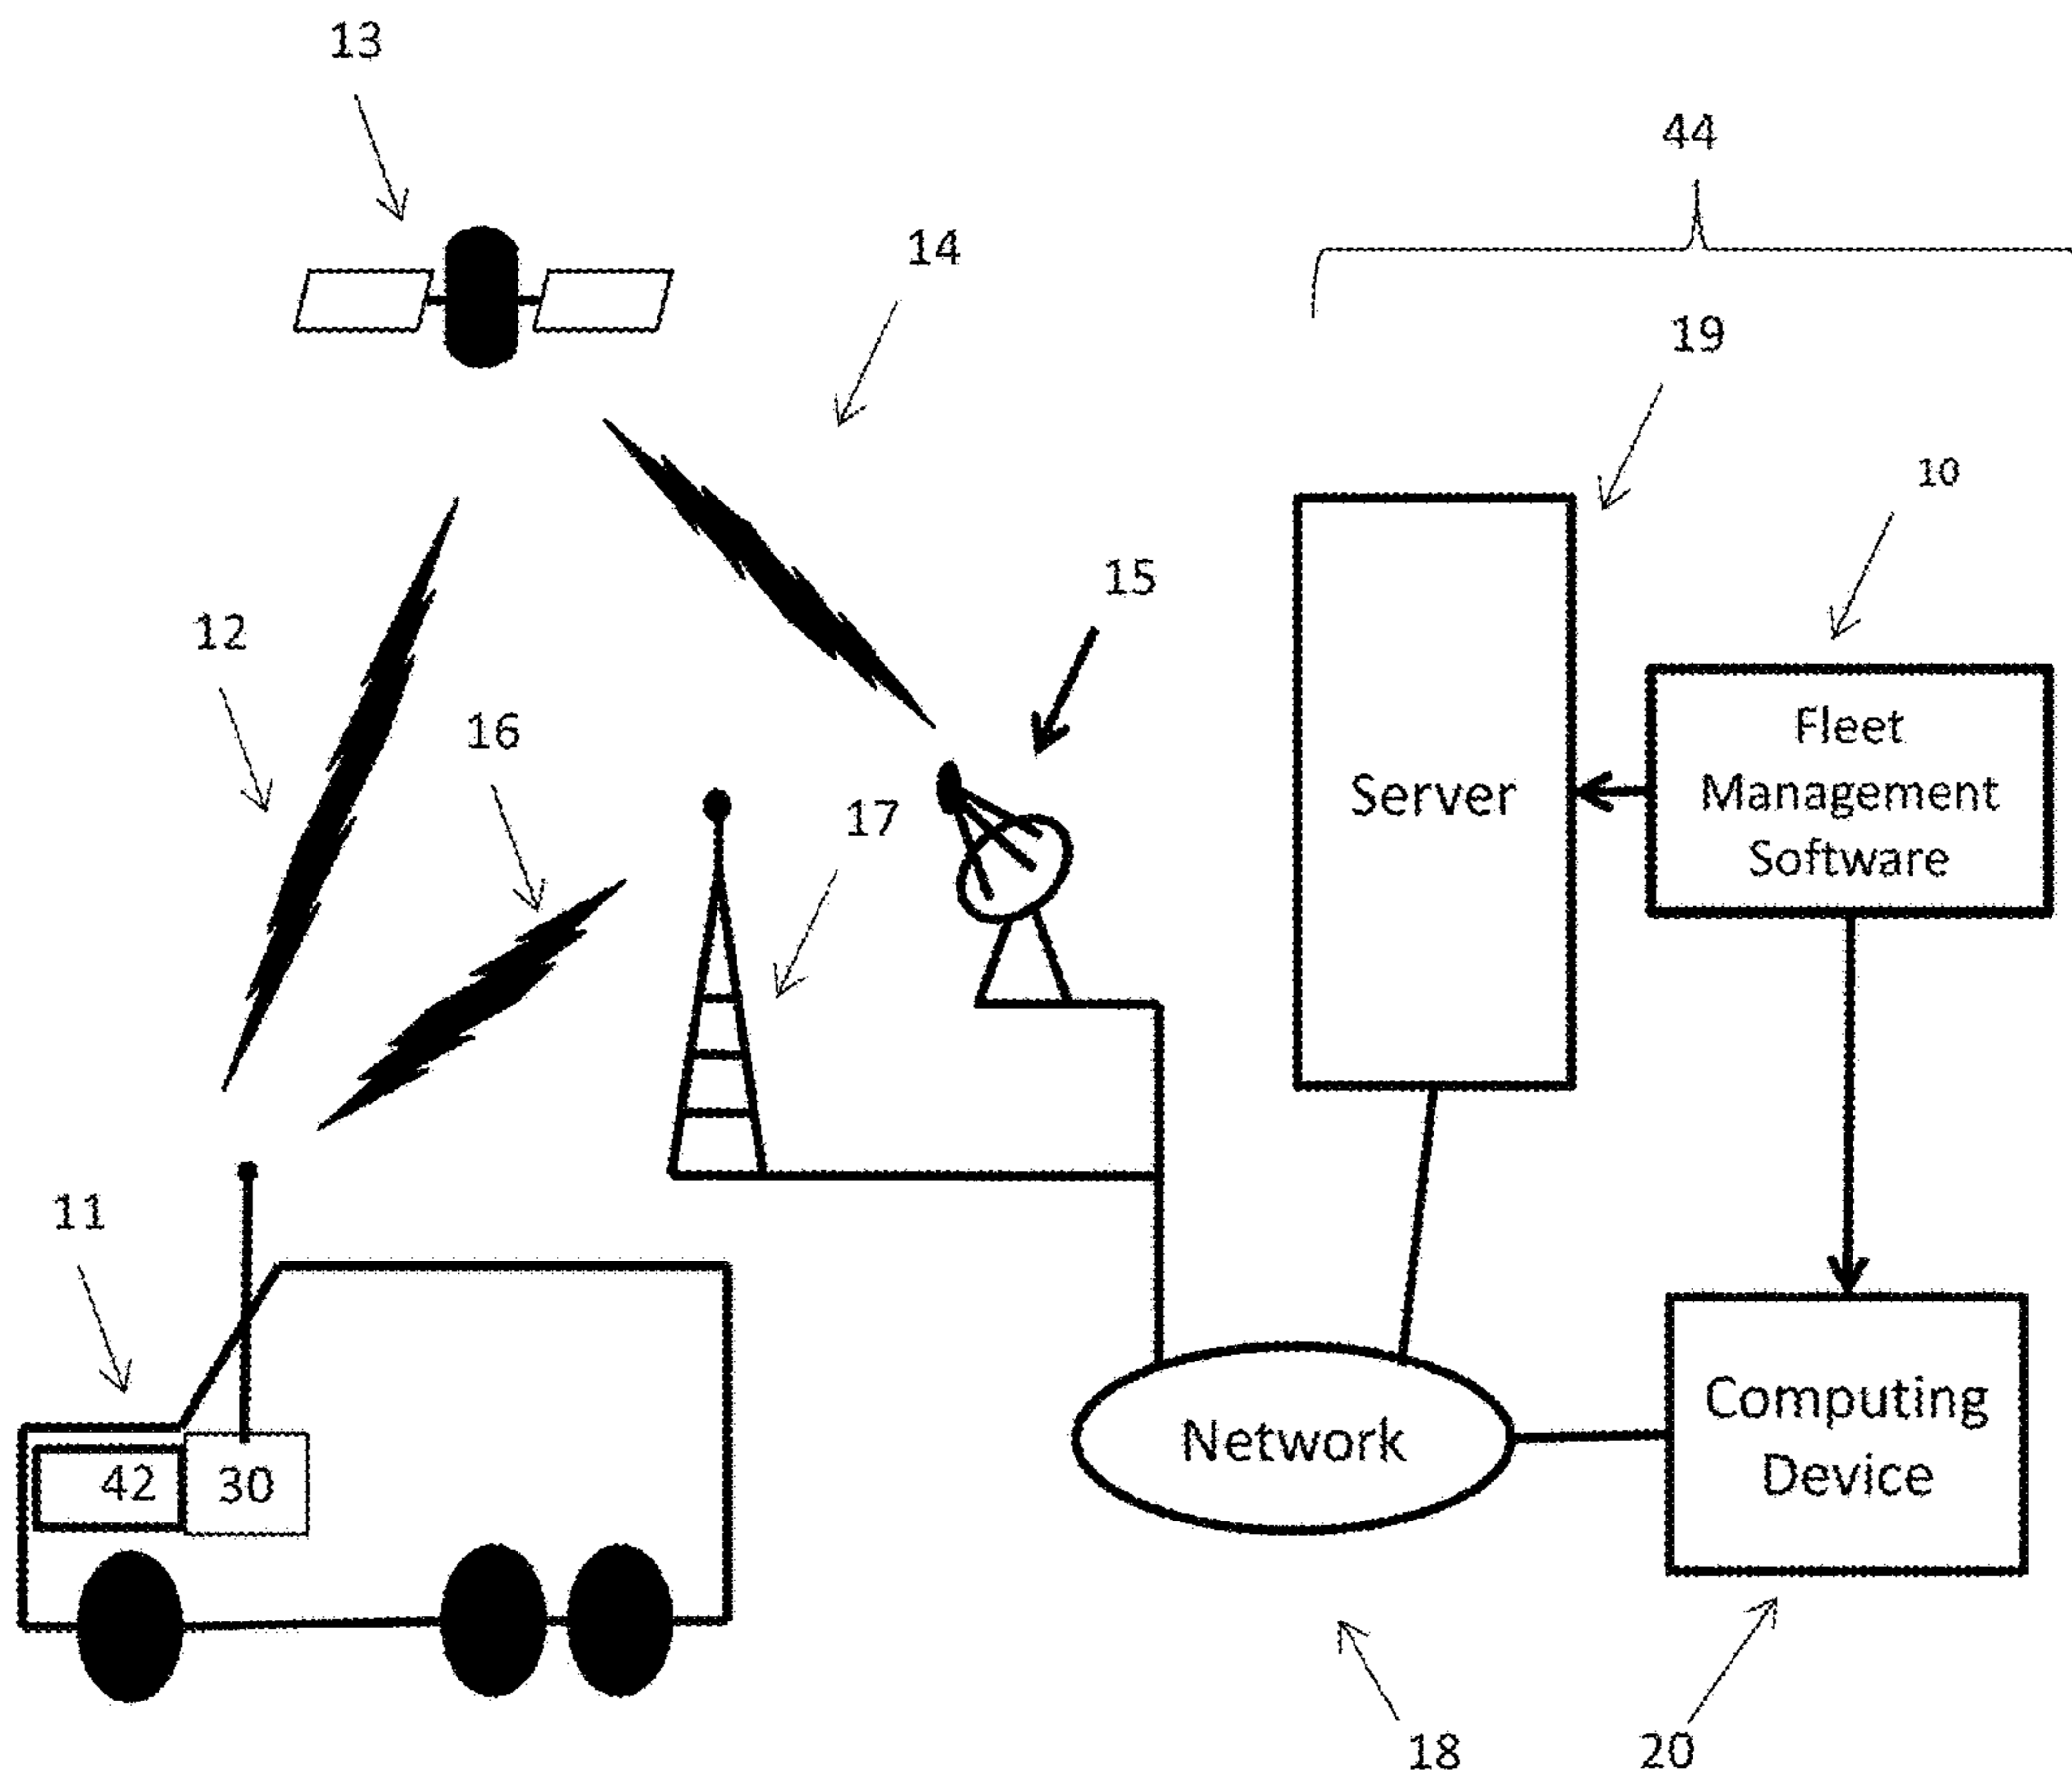 13
44
14
19
10
15
12
Fleet
Management
Software
16
Server
17
11
Computing
Device
Network
42
30
18
20